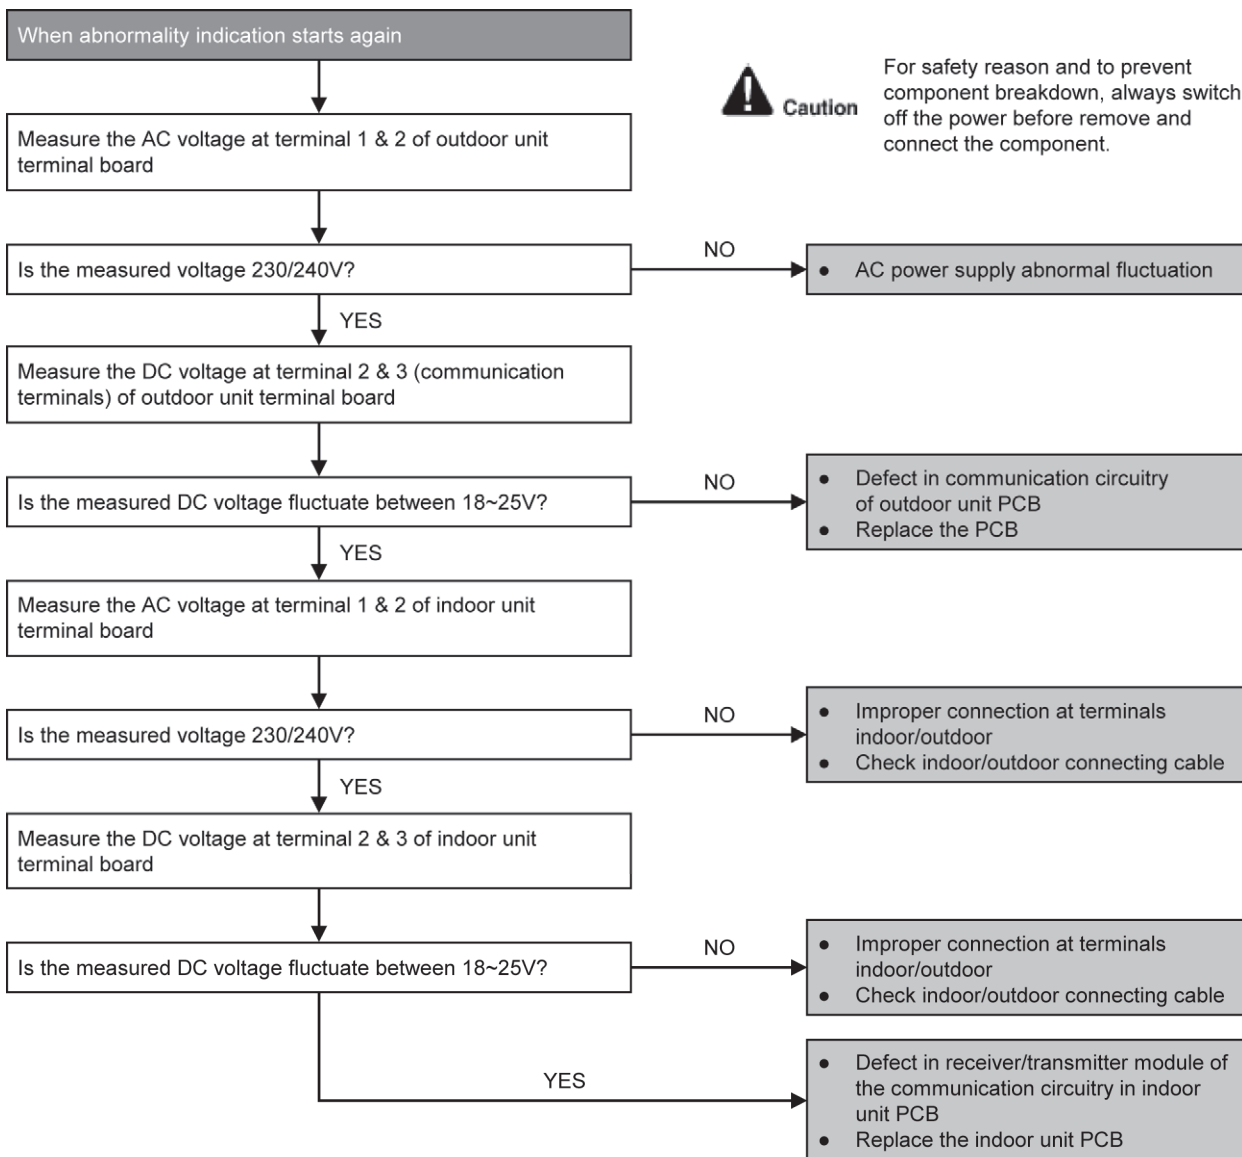 When abnormality indication starts again
Caution
For safety reason and to prevent
component breakdown, always switch
off the power before remove and
connect the component.
Measure the AC voltage at terminal 1 & 2 of outdoor unit
terminal board
Is the measured voltage 230/240V?
NO
● AC power supply abnormal fluctuation
YES
Measure the DC voltage at terminal 2 & 3 (communication
terminals) of outdoor unit terminal board
Is the measured DC voltage fluctuate between 18~25V?
NO
● Defect in communication circuitry
of outdoor unit PCB
● Replace the PCB
YES
Measure the AC voltage at terminal 1 & 2 of indoor unit
terminal board
Is the measured voltage 230/240V?
NO
● Improper connection at terminals
indoor/outdoor
● Check indoor/outdoor connecting cable
YES
Measure the DC voltage at terminal 2 & 3 of indoor unit
terminal board
Is the measured DC voltage fluctuate between 18~25V?
NO
● Improper connection at terminals
indoor/outdoor
● Check indoor/outdoor connecting cable
YES
● Defect in receiver/transmitter module of
the communication circuitry in indoor
unit PCB
● Replace the indoor unit PCB